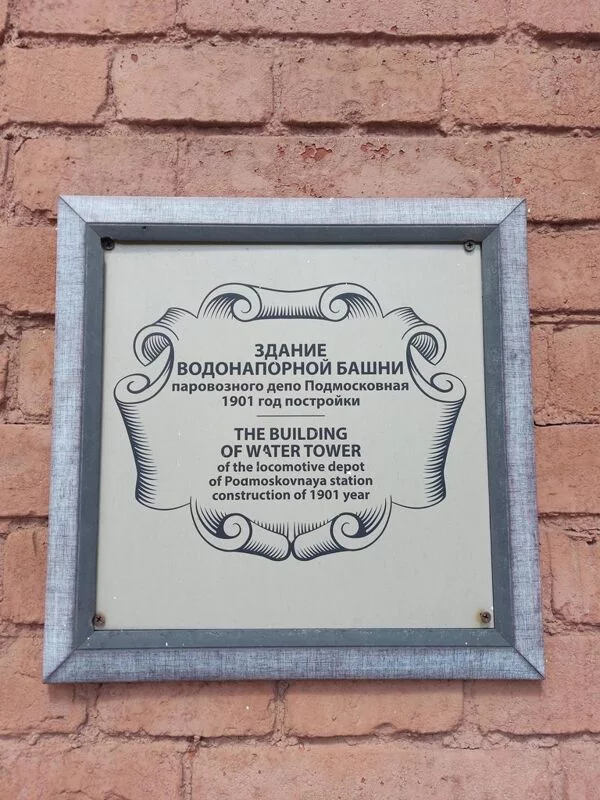 ЗДАНИЕ
ВОДОНАПОРНОЙ БАШНИ
паровозного депо Подмосковная
1901 год постройки
THE BUILDING
OF WATER TOWER
of the locomotive depot
of Podmoskovnaya station
construction of 1901 year